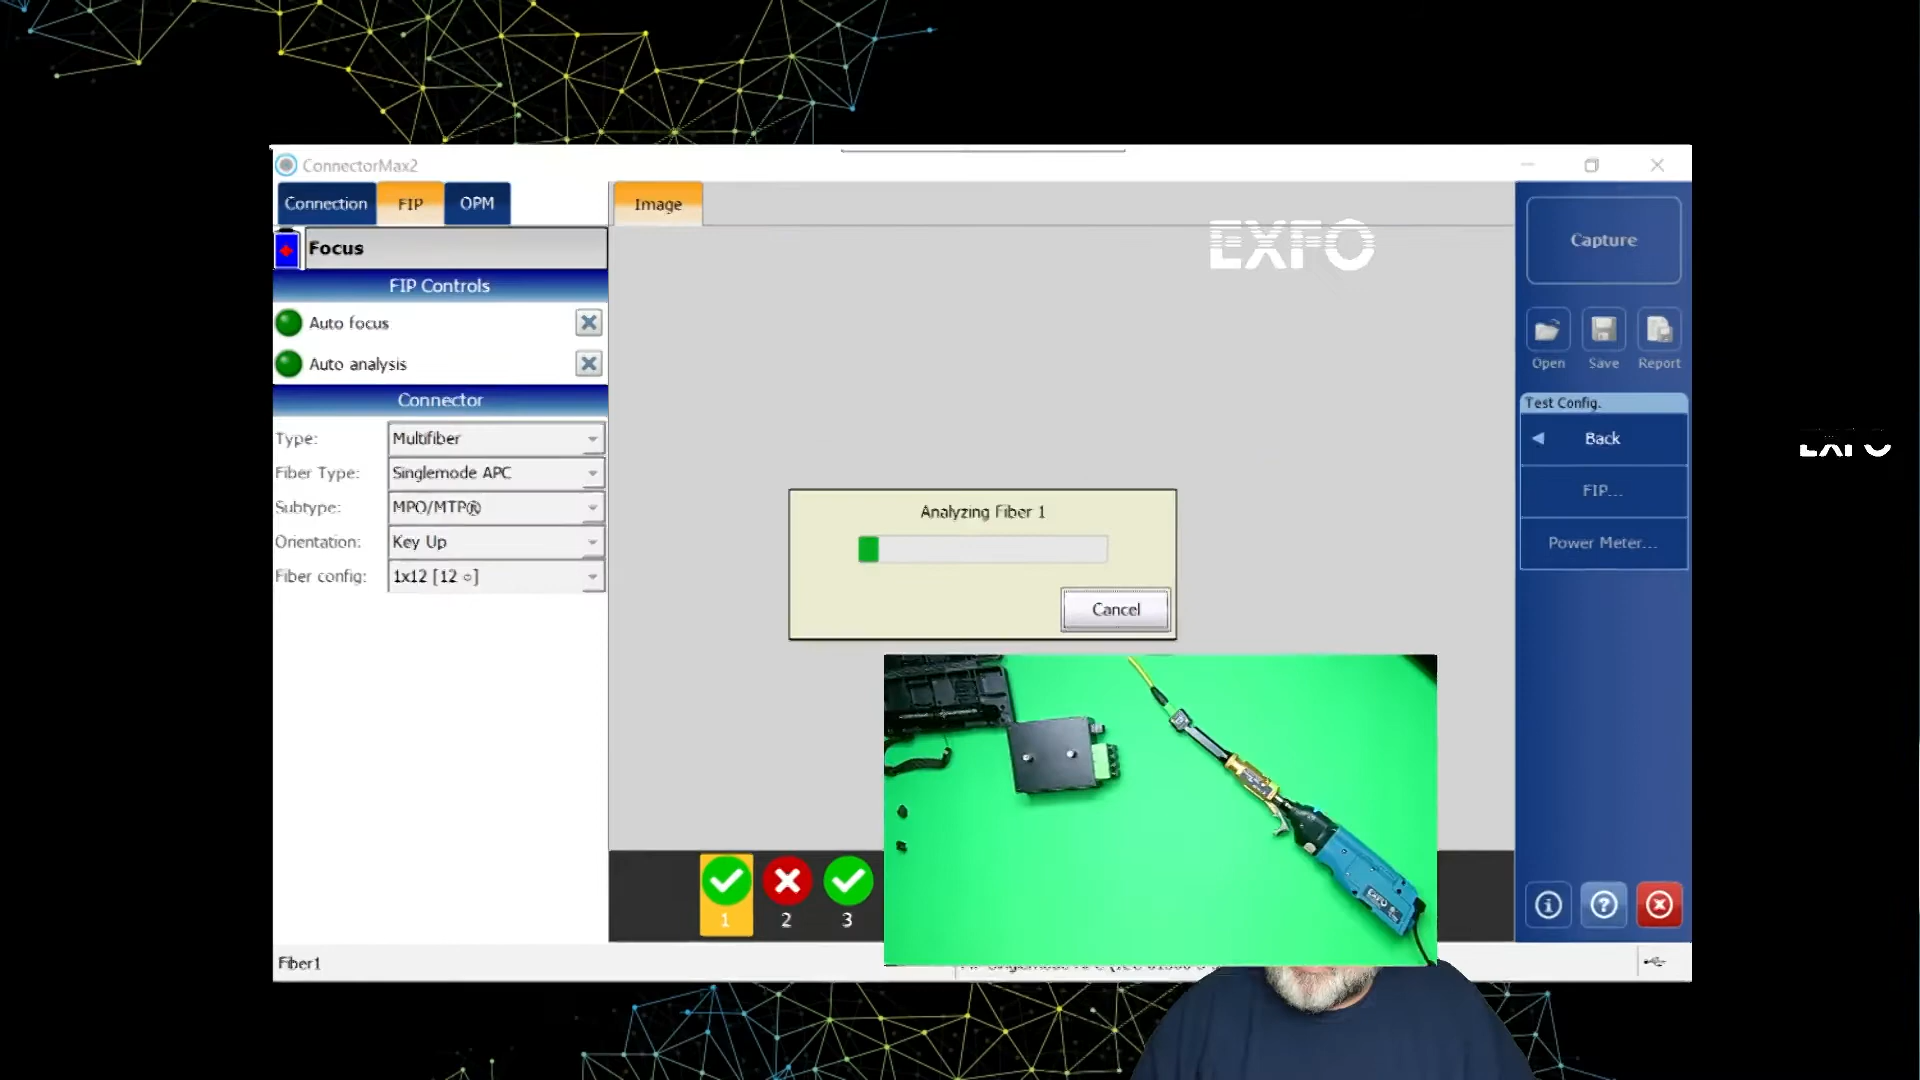 ConnectorMax2
Connection
FIP
OPM
Image
EXFO
Focus
FIP Controls
Auto focus
Auto analysis
Connector
Type:
Multifiber
Fiber Type:
Singlemode APC
Subtype:
MPO/MTP®
Orientation:
Key Up
Fiber config:
1x12 [12 ○]
Analyzing Fiber 1
Cancel
Capture
Open
Save
Report
Test Config.
Back
FIP...
Power Meter...
EXFO
EXFO
1
2
3
Fiber1